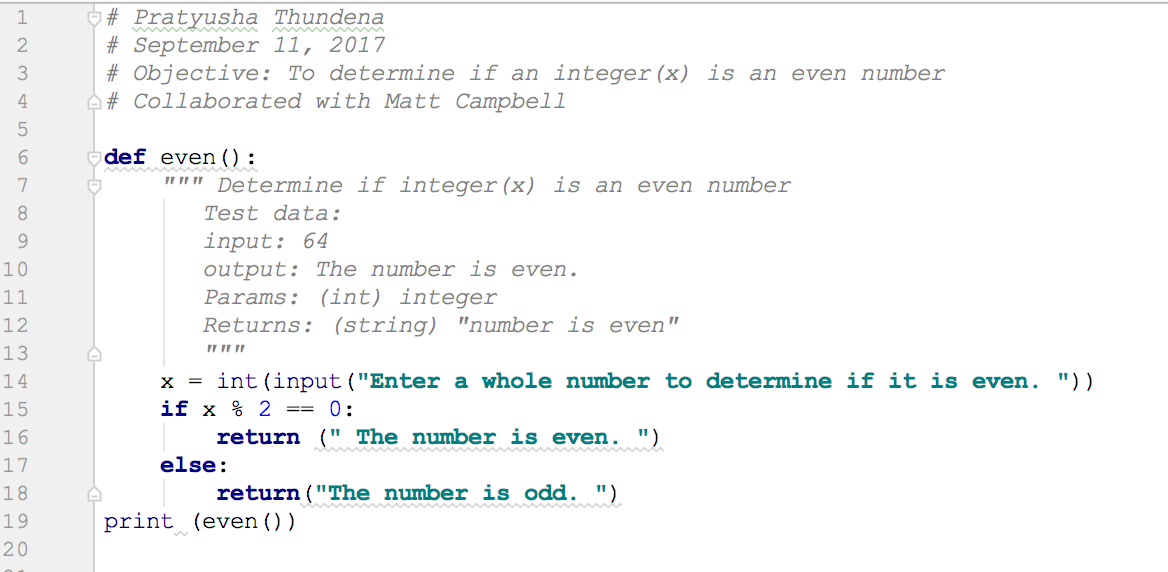 1 # Pratyusha Thundena
2 # September 11, 2017
3 # Objective: To determine if an integer(x) is an even number
4 # Collaborated with Matt Campbell
5
6 def even():
7 """ Determine if integer(x) is an even number
8 Test data:
9 input: 64
10 output: The number is even.
11 Params: (int) integer
12 Returns: (string) "number is even"
13 """
14 x = int(input("Enter a whole number to determine if it is even. "))
15 if x % 2 == 0:
16 return (" The number is even. ")
17 else:
18 return("The number is odd. ")
19 print (even())
20